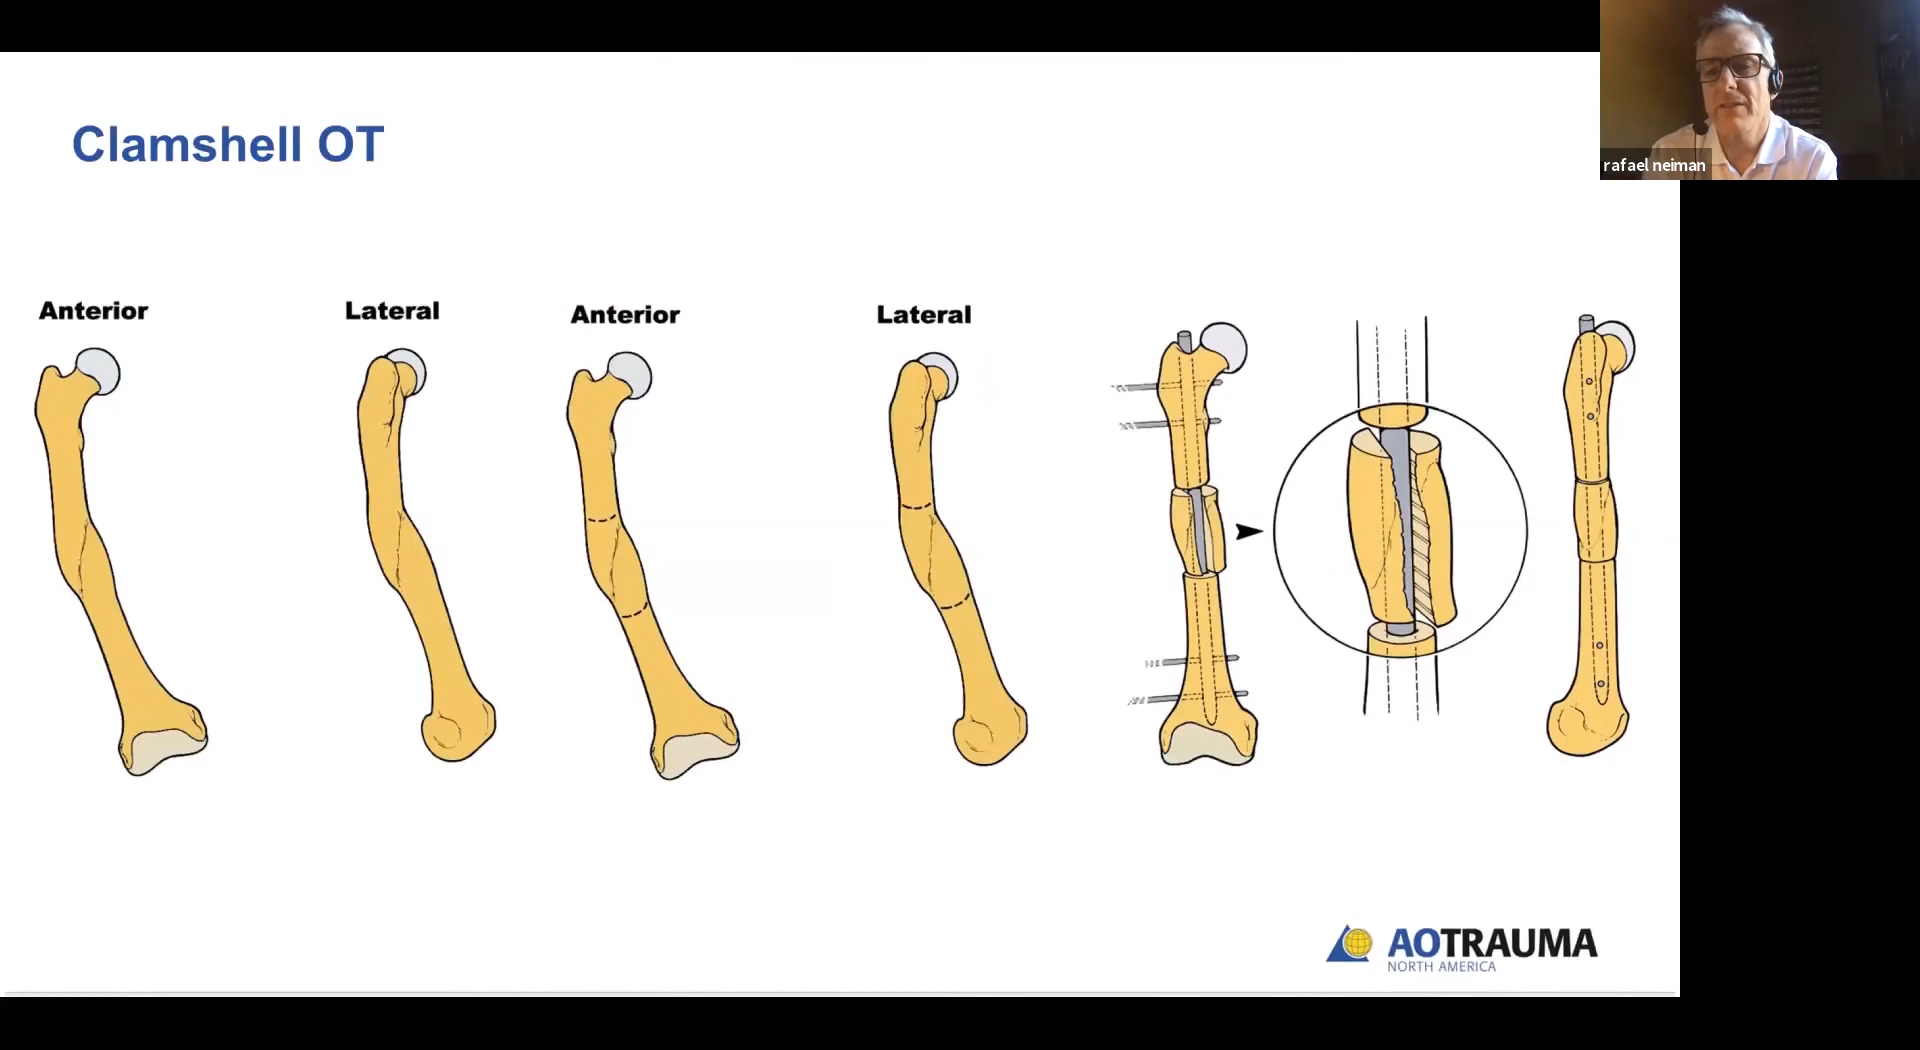 rafael neiman
Clamshell OT
Anterior
Lateral
Anterior
Lateral
AOTRAUMA
NORTH AMERICA